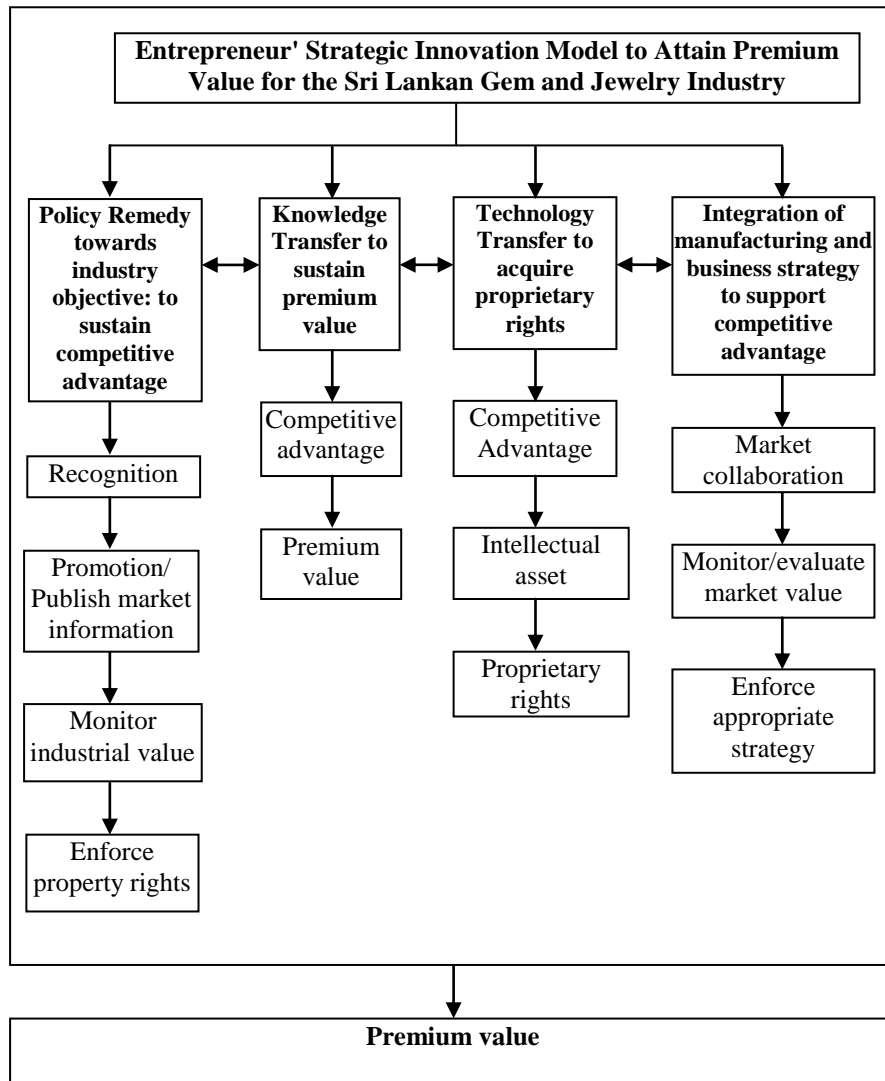 Entrepreneur' Strategic Innovation Model to Attain Premium
Value for the Sri Lankan Gem and Jewelry Industry
Policy Remedy
towards
industry
objective: to
sustain
competitive
advantage
Recognition
Promotion/
Publish market
information
Monitor
industrial value
Enforce
property rights
Knowledge
Transfer to
sustain
premium
value
Competitive
advantage
Premium
value
Technology
Transfer to
acquire
proprietary
rights
Competitive
Advantage
Intellectual
asset
Proprietary
rights
Integration of
manufacturing and
business strategy
to support
competitive
advantage
Market
collaboration
Monitor/evaluate
market value
Enforce
appropriate
strategy
Premium value